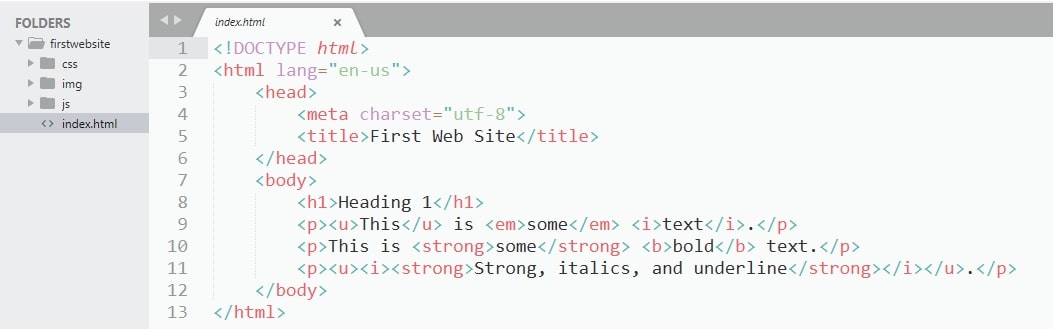 FOLDERS
firstwebsite
css
img
js
<> index.html
index.html ×
1 <!DOCTYPE html>
2 <html lang="en-us">
3     <head>
4         <meta charset="utf-8">
5         <title>First Web Site</title>
6     </head>
7     <body>
8         <h1>Heading 1</h1>
9         <p><u>This</u> is <em>some</em> <i>text</i>.</p>
10         <p>This is <strong>some</strong> <b>bold</b> text.</p>
11         <p><u><i><strong>Strong, italics, and underline</strong></i></u>.</p>
12     </body>
13 </html>